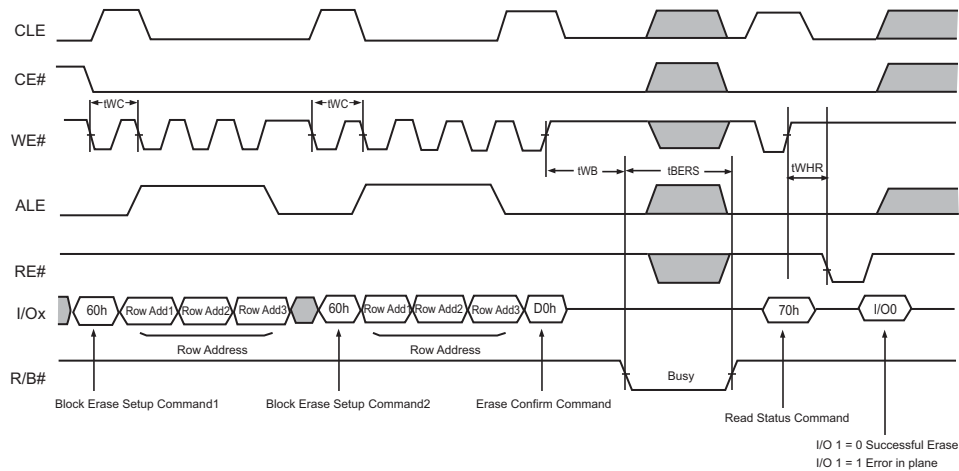 CLE
CE#
tWC
tWC
WE#
tWB
tBERS
tWHR
ALE
RE#
I/Ox
60h
Row Add1
Row Add2
Row Add3
60h
Row Add1
Row Add2
Row Add3
D0h
70h
I/O0
Row Address
Row Address
R/B#
Busy
Block Erase Setup Command1
Block Erase Setup Command2
Erase Confirm Command
Read Status Command
I/O 1 = 0 Successful Erase
I/O 1 = 1 Error in plane